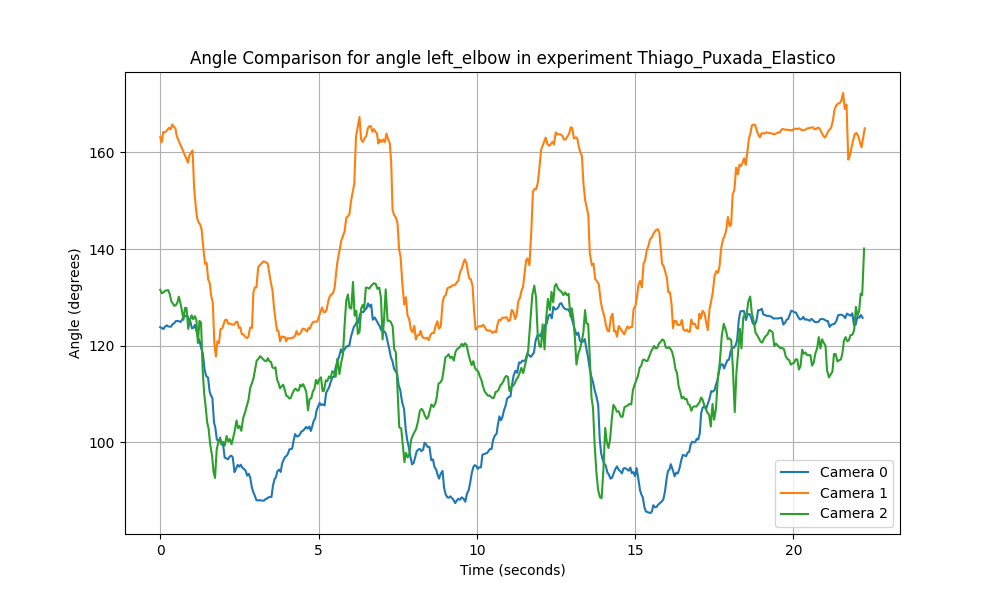 Angle Comparison for angle left_elbow in experiment Thiago_Puxada_Elastico
Angle (degrees)
160
140
120
100
0 5 10 15 20
Time (seconds)
Camera 0
Camera 1
Camera 2